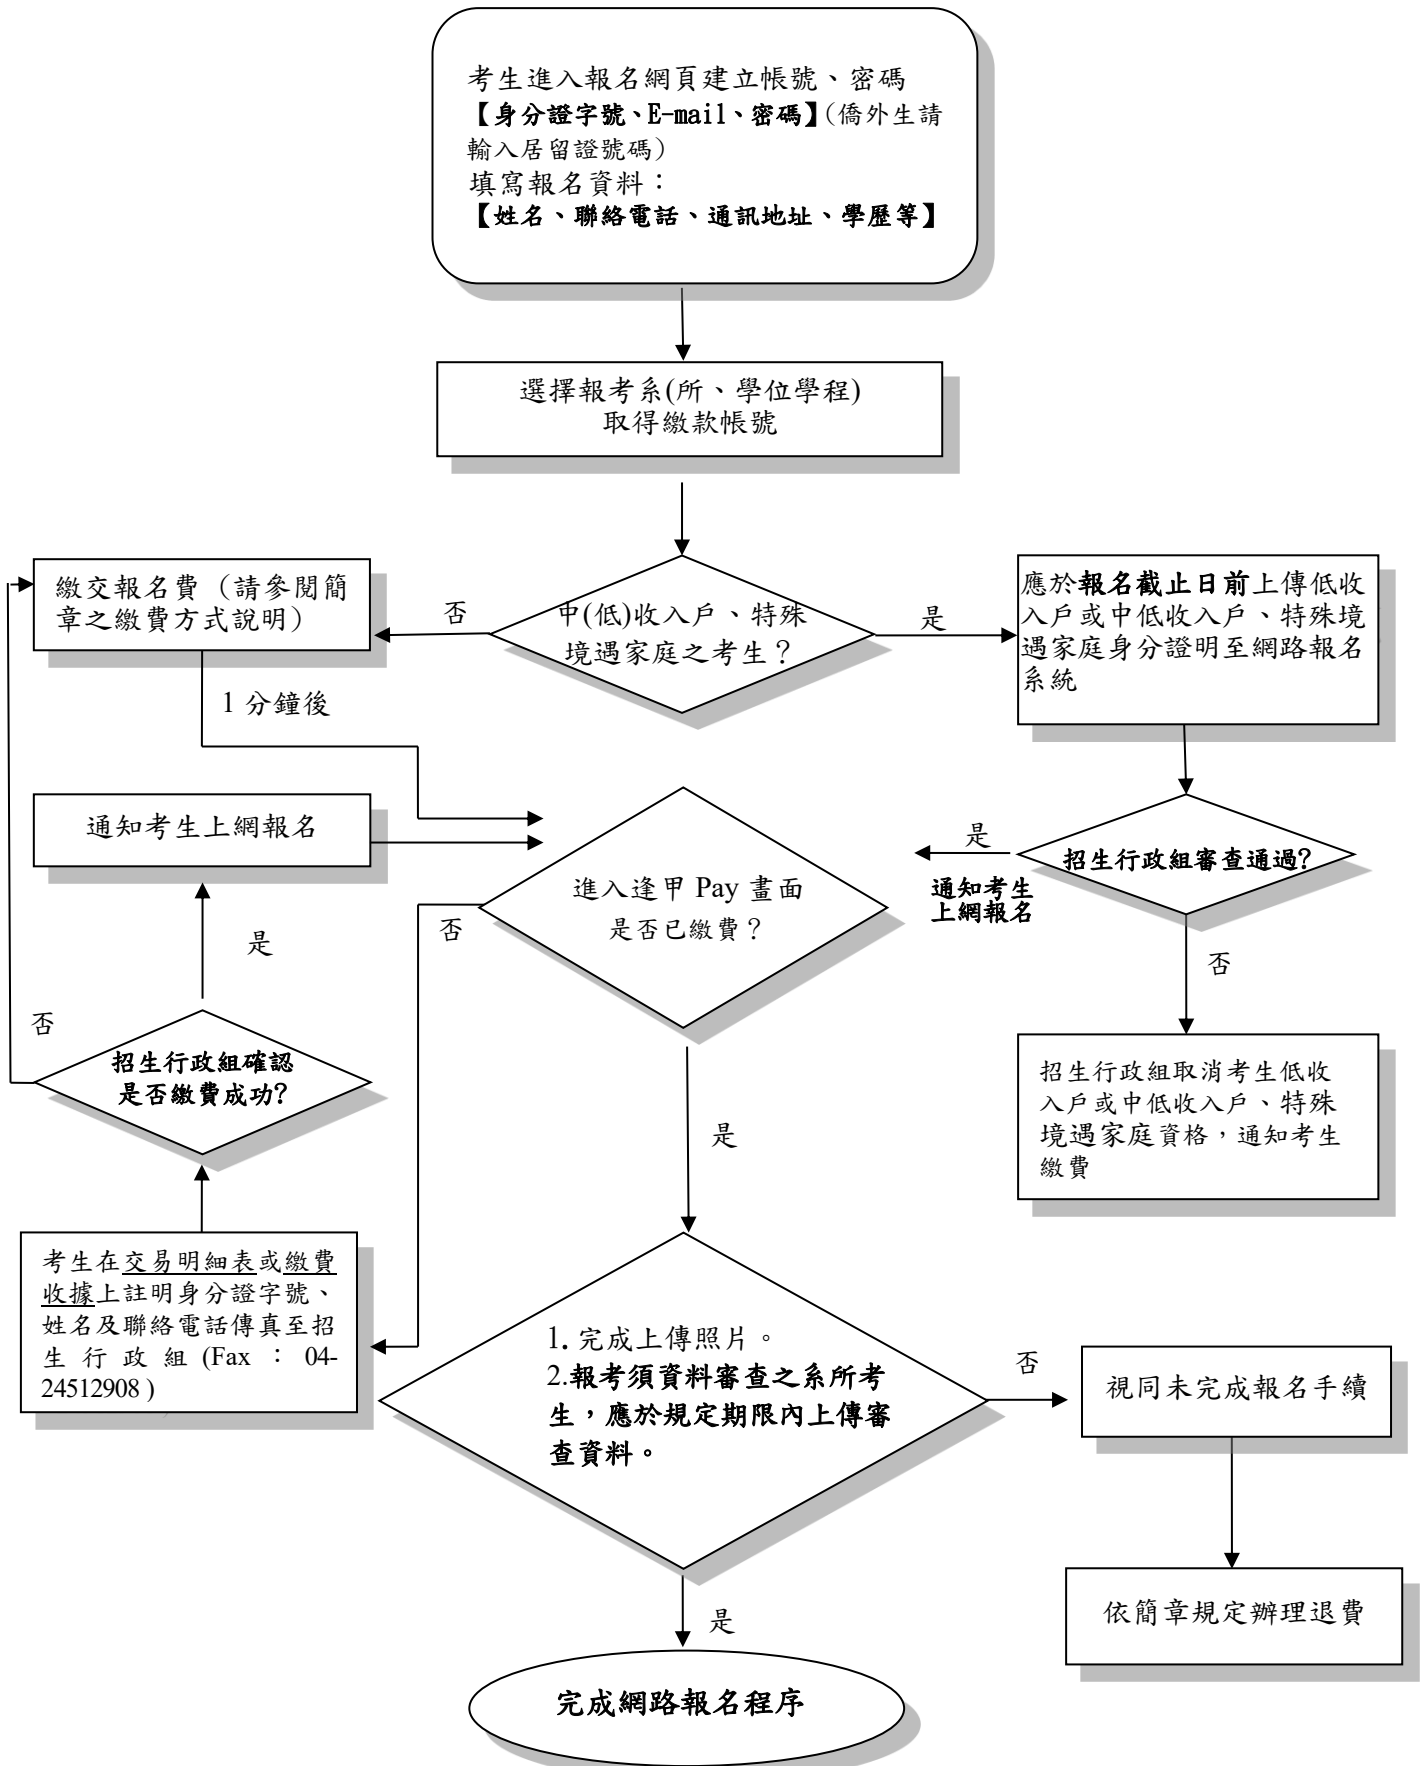 考生進入報名網頁建立帳號、密碼
【身分證字號、E-mail、密碼】(僑外生請
輸入居留證號碼)
填寫報名資料：
【姓名、聯絡電話、通訊地址、學歷等】
選擇報考系(所、學位學程)
取得繳款帳號
繳交報名費（請參閱簡
章之繳費方式說明）
否
中(低)收入戶、特殊
境遇家庭之考生？
是
應於報名截止日前上傳低收
入戶或中低收入戶、特殊境
遇家庭身分證明至網路報名
系統
1 分鐘後
通知考生上網報名
進入逢甲 Pay 畫面
是否已繳費？
是
通知考生
上網報名
招生行政組審查通過?
否
是
否
否
招生行政組確認
是否繳費成功?
招生行政組取消考生低收
入戶或中低收入戶、特殊
境遇家庭資格，通知考生
繳費
是
考生在交易明細表或繳費
收據上註明身分證字號、
姓名及聯絡電話傳真至招
生行政組(Fax：04-
24512908 )
1. 完成上傳照片。
2.報考須資料審查之系所考
生，應於規定期限內上傳審
查資料。
否
視同未完成報名手續
依簡章規定辦理退費
是
完成網路報名程序